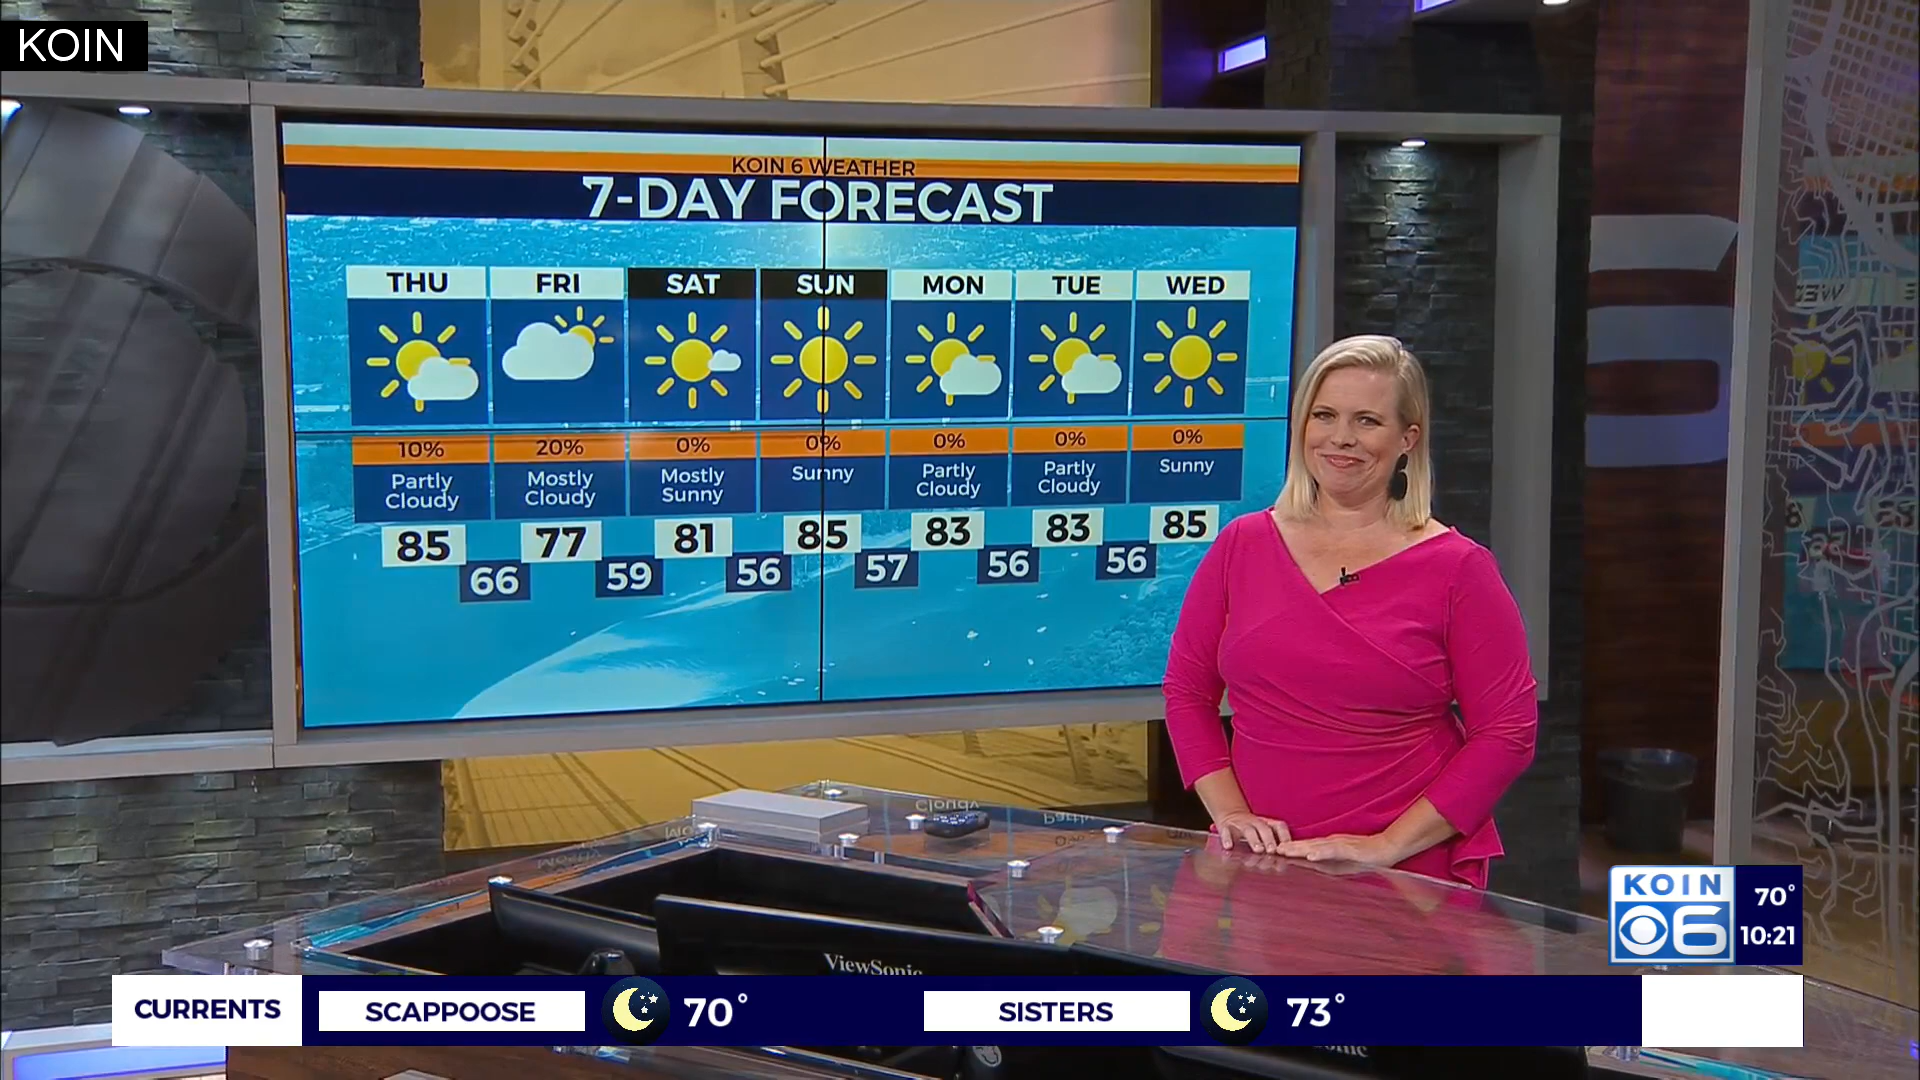 KOIN
KOIN 6 WEATHER
7-DAY FORECAST
THU FRI SAT SUN MON TUE WED
10% 20% 0% 0% 0% 0% 0%
Partly Cloudy
Mostly Cloudy
Mostly Sunny
Sunny
Partly Cloudy
Partly Cloudy
Sunny
85 77 81 85 83 83 85
66 59 56 57 56 56
KOIN
6
70°
10:21
ViewSonic
CURRENTS
SCAPPOOSE 70° SISTERS 73°